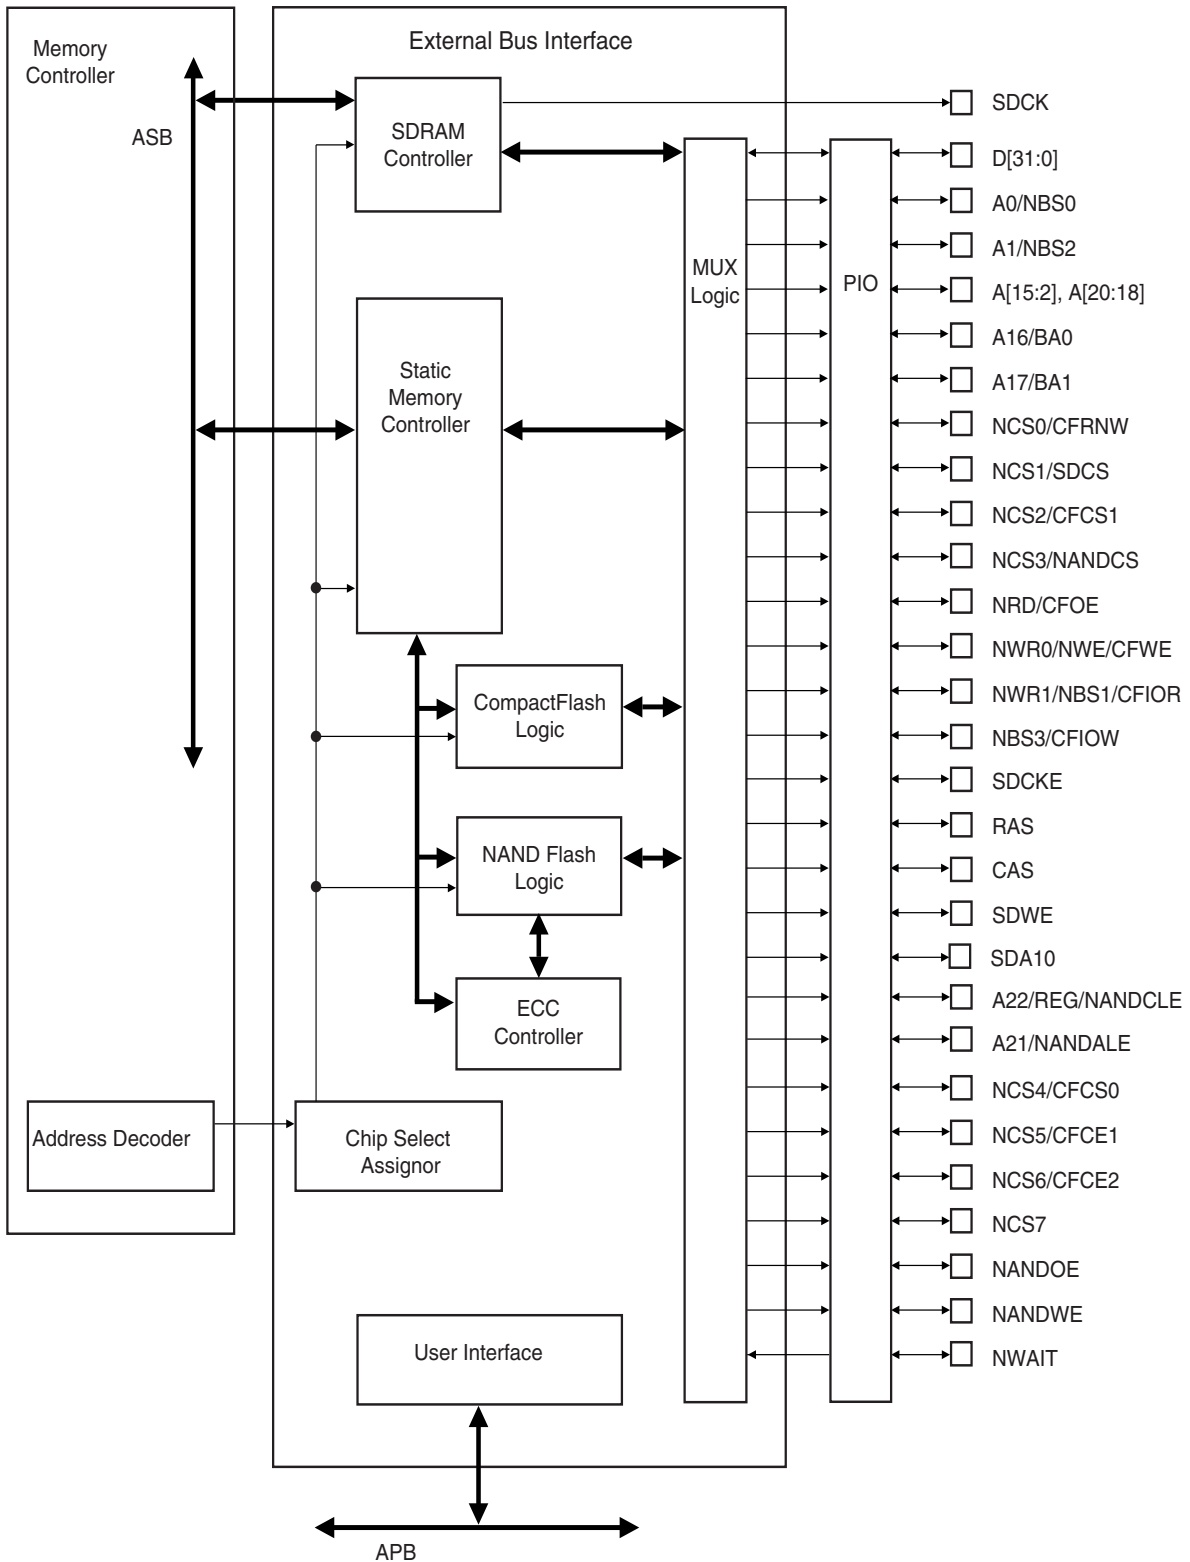 External Bus Interface
Memory
Controller
ASB
SDRAM
Controller
MUX
Logic
PIO
Static
Memory
Controller
CompactFlash
Logic
NAND Flash
Logic
ECC
Controller
Address Decoder
Chip Select
Assignor
User Interface
APB
SDCK
D[31:0]
A0/NBS0
A1/NBS2
A[15:2], A[20:18]
A16/BA0
A17/BA1
NCS0/CFRNW
NCS1/SDCS
NCS2/CFCS1
NCS3/NANDCS
NRD/CFOE
NWR0/NWE/CFWE
NWR1/NBS1/CFIOR
NBS3/CFIOW
SDCKE
RAS
CAS
SDWE
SDA10
A22/REG/NANDCLE
A21/NANDALE
NCS4/CFCS0
NCS5/CFCE1
NCS6/CFCE2
NCS7
NANDOE
NANDWE
NWAIT